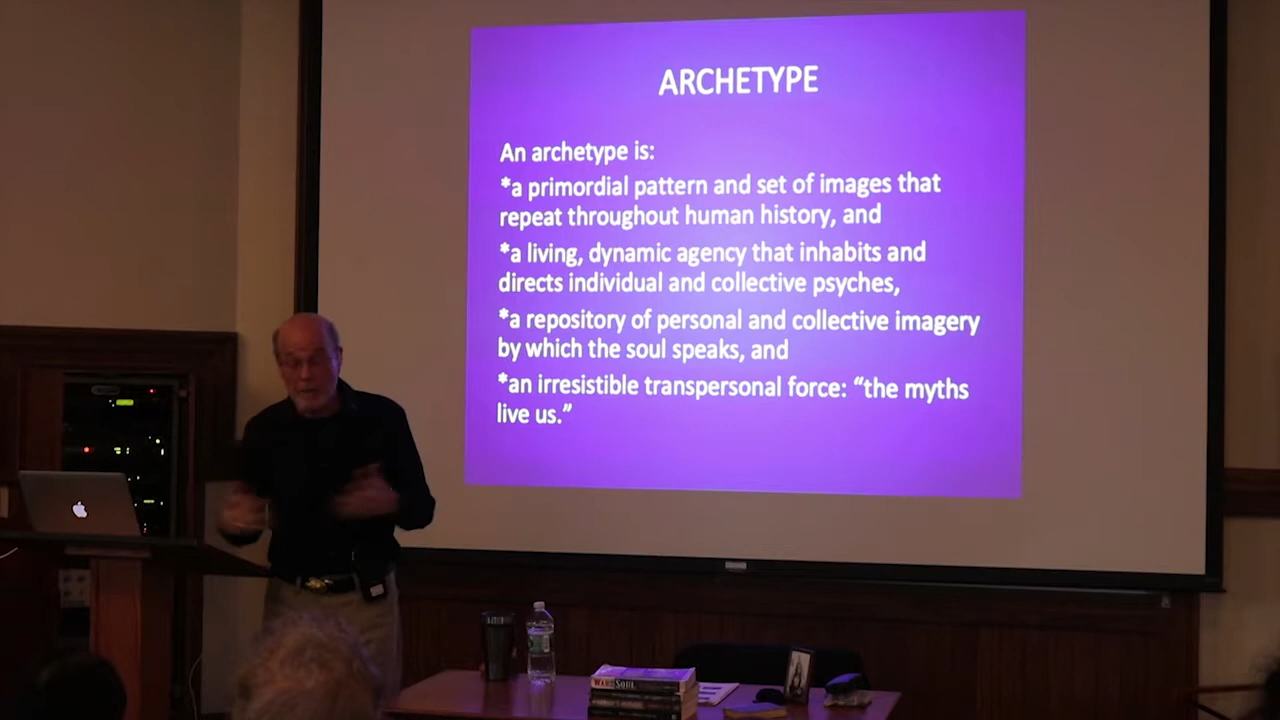 ARCHETYPE
An archetype is:
*a primordial pattern and set of images that
repeat throughout human history, and
*a living, dynamic agency that inhabits and
directs individual and collective psyches,
*a repository of personal and collective imagery
by which the soul speaks, and
*an irresistible transpersonal force: “the myths
live us.”
WAR SOUL